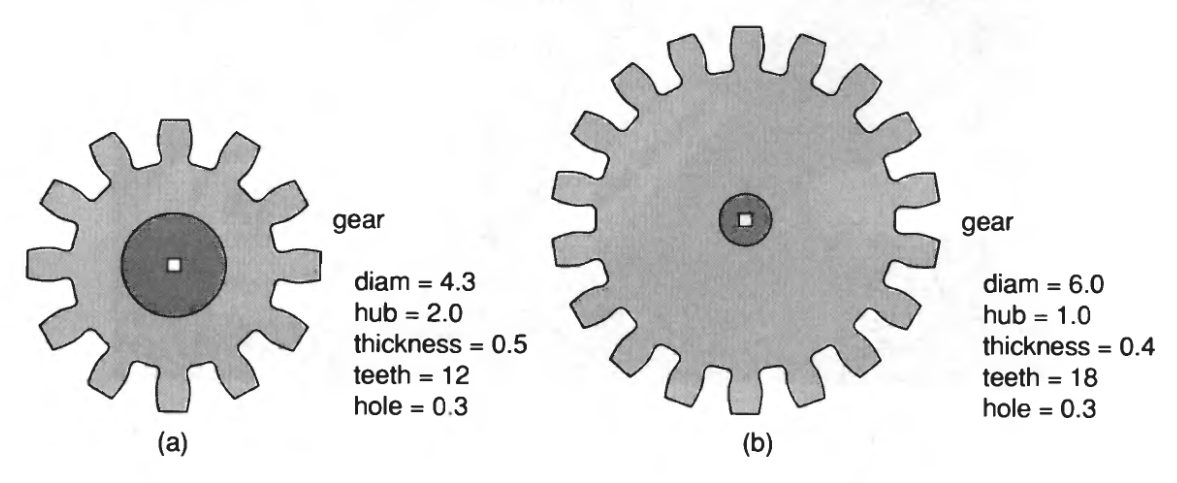 gear
diam = 4.3
hub = 2.0
thickness = 0.5
teeth = 12
hole = 0.3
(a)
gear
diam = 6.0
hub = 1.0
thickness = 0.4
teeth = 18
hole = 0.3
(b)